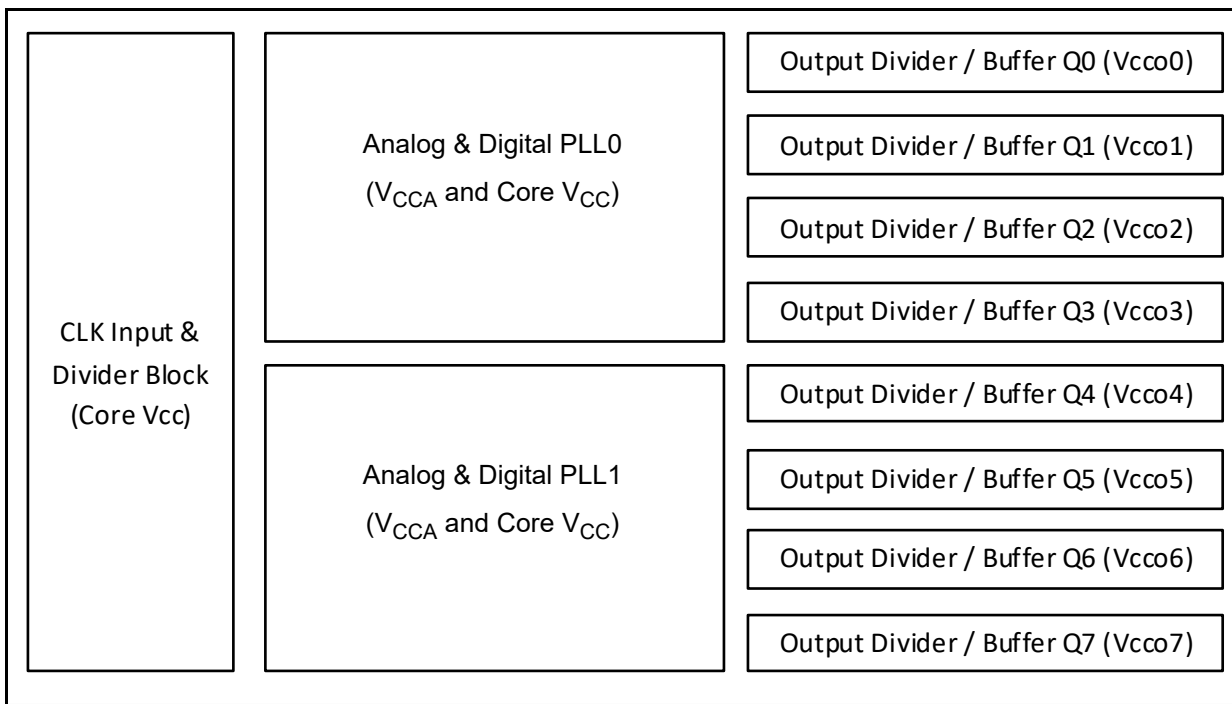 CLK Input &
Divider Block
(Core Vcc)
Analog & Digital PLL0
(VCCA and Core VCC)
Analog & Digital PLL1
(VCCA and Core VCC)
Output Divider / Buffer Q0 (Vcco0)
Output Divider / Buffer Q1 (Vcco1)
Output Divider / Buffer Q2 (Vcco2)
Output Divider / Buffer Q3 (Vcco3)
Output Divider / Buffer Q4 (Vcco4)
Output Divider / Buffer Q5 (Vcco5)
Output Divider / Buffer Q6 (Vcco6)
Output Divider / Buffer Q7 (Vcco7)